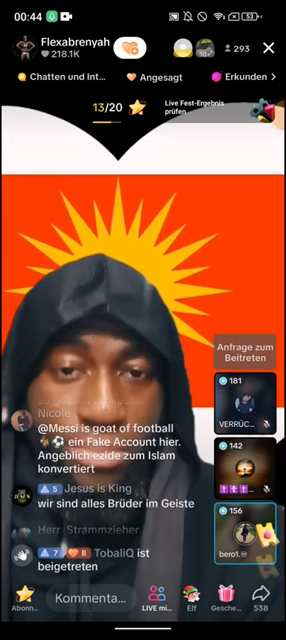 00:44
53
Flexabrenyah
218.1K
10+
293
Chatten und Int...
Angesagt
Erkunden
13/20
Live Fest-Ergebnis
prüfen
Anfrage zum
Beitreten
181
VERRÜC...
142
156
bero1.
Nicole
@Messi is goat of football
ein Fake Account hier.
Angeblich ezide zum Islam
konvertiert
5 Jesus is King
wir sind alles Brüder im Geiste
Herr Strammzieher
7 II TobaliQ ist
beigetreten
Abonn...
Kommenta...
LIVE mi...
Elf
Gesche...
538